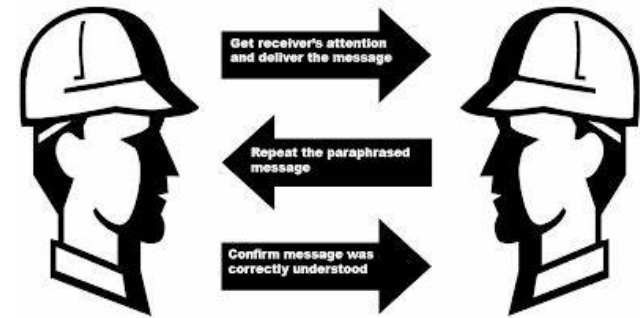 Get receiver's attention
and deliver the message
Repeat the paraphrased
message
Confirm message was
correctly understood